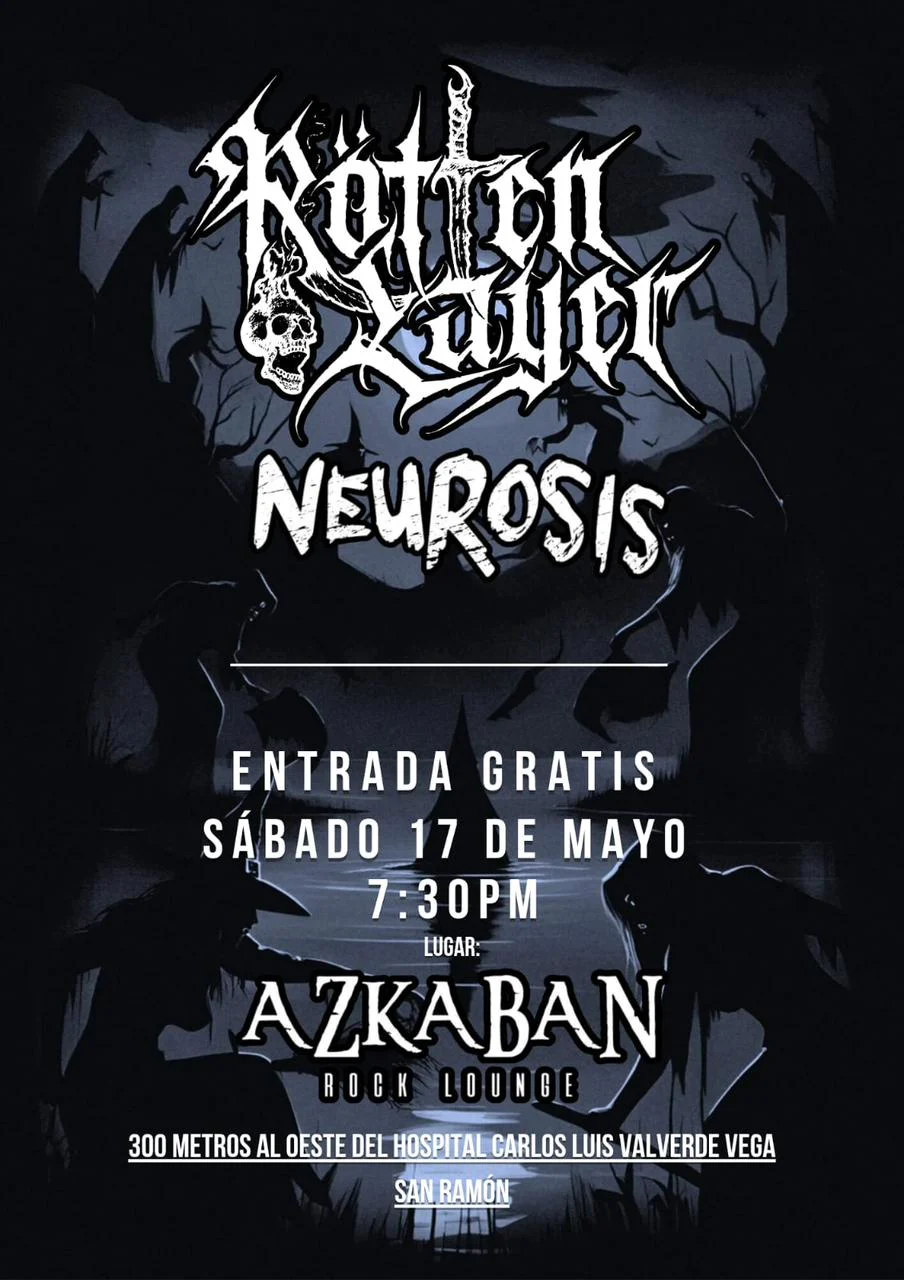 Rötten
Layer
NEUROSIS
ENTRADA GRATIS
SÁBADO 17 DE MAYO
7:30PM
LUGAR:
AZKABAN
ROCK LOUNGE
300 METROS AL OESTE DEL HOSPITAL CARLOS LUIS VALVERDE VEGA
SAN RAMÓN